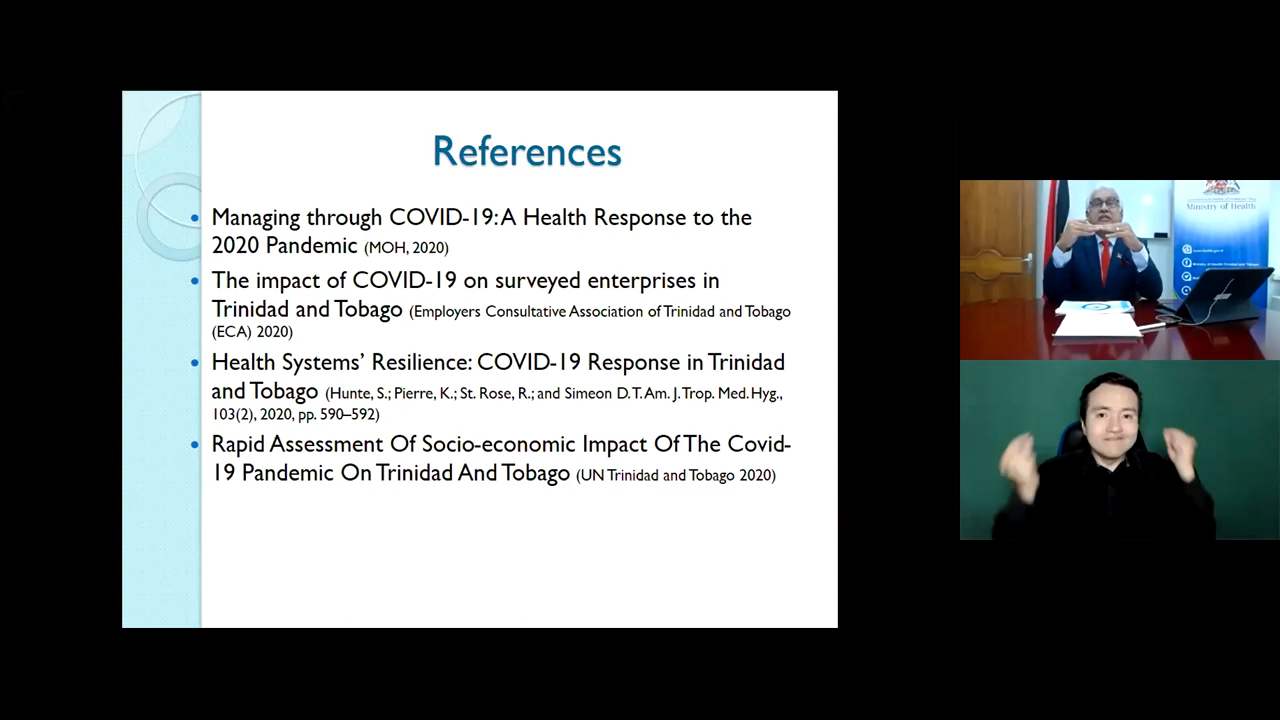 References
• Managing through COVID-19: A Health Response to the
2020 Pandemic (MOH, 2020)
• The impact of COVID-19 on surveyed enterprises in
Trinidad and Tobago (Employers Consultative Association of Trinidad and Tobago
(ECA) 2020)
• Health Systems’ Resilience: COVID-19 Response in Trinidad
and Tobago (Hunte, S.; Pierre, K.; St. Rose, R.; and Simeon D. T. Am. J. Trop. Med. Hyg.,
103(2), 2020, pp. 590–592)
• Rapid Assessment Of Socio-economic Impact Of The Covid-
19 Pandemic On Trinidad And Tobago (UN Trinidad and Tobago 2020)
Ministry of Health